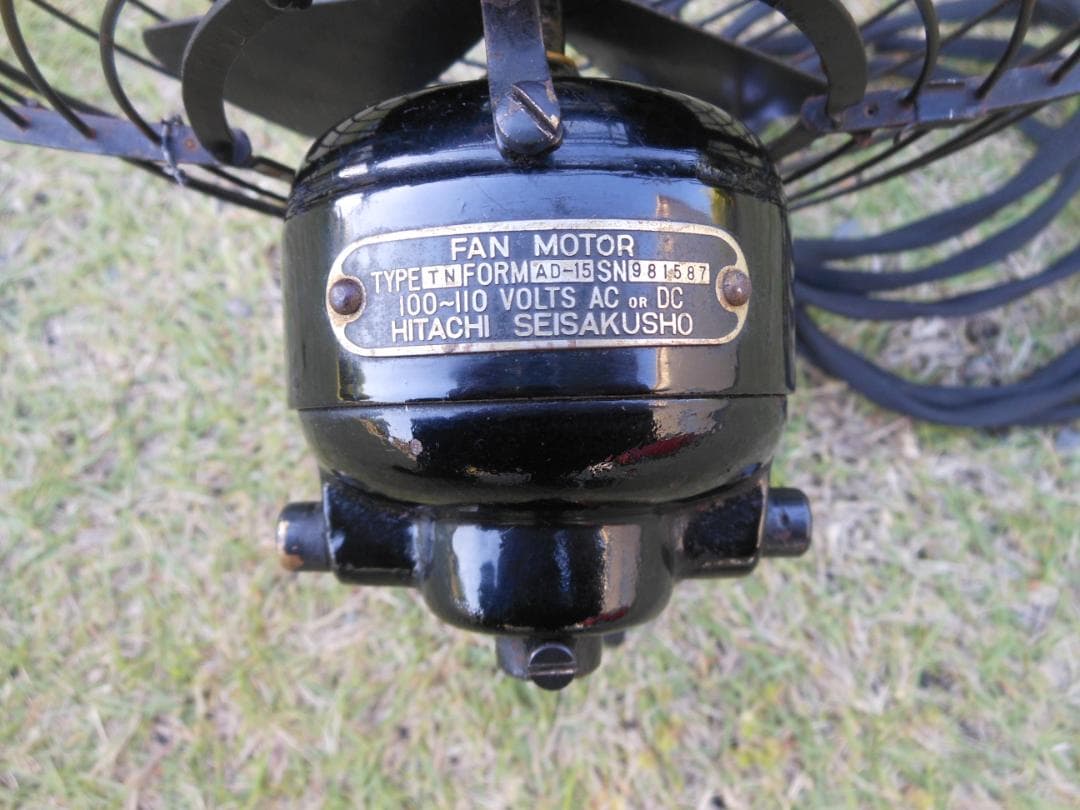 FAN MOTOR
TYPE TN FORM AD-15 SN 981587
100~110 VOLTS AC OR DC
HITACHI SEISAKUSHO